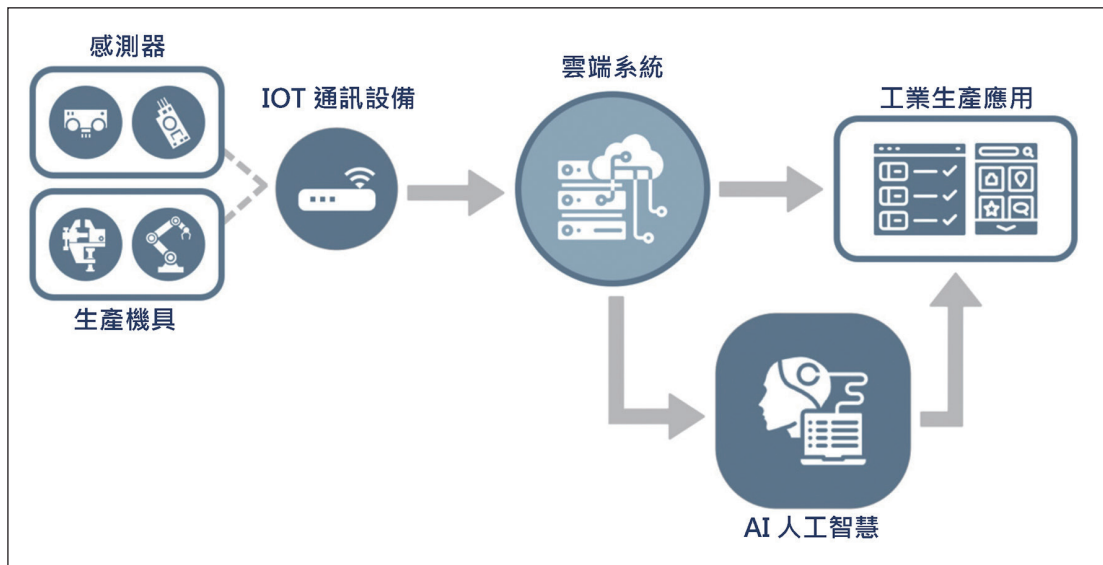 感測器
IOT 通訊設備
雲端系統
工業生產應用
生產機具
AI 人工智慧